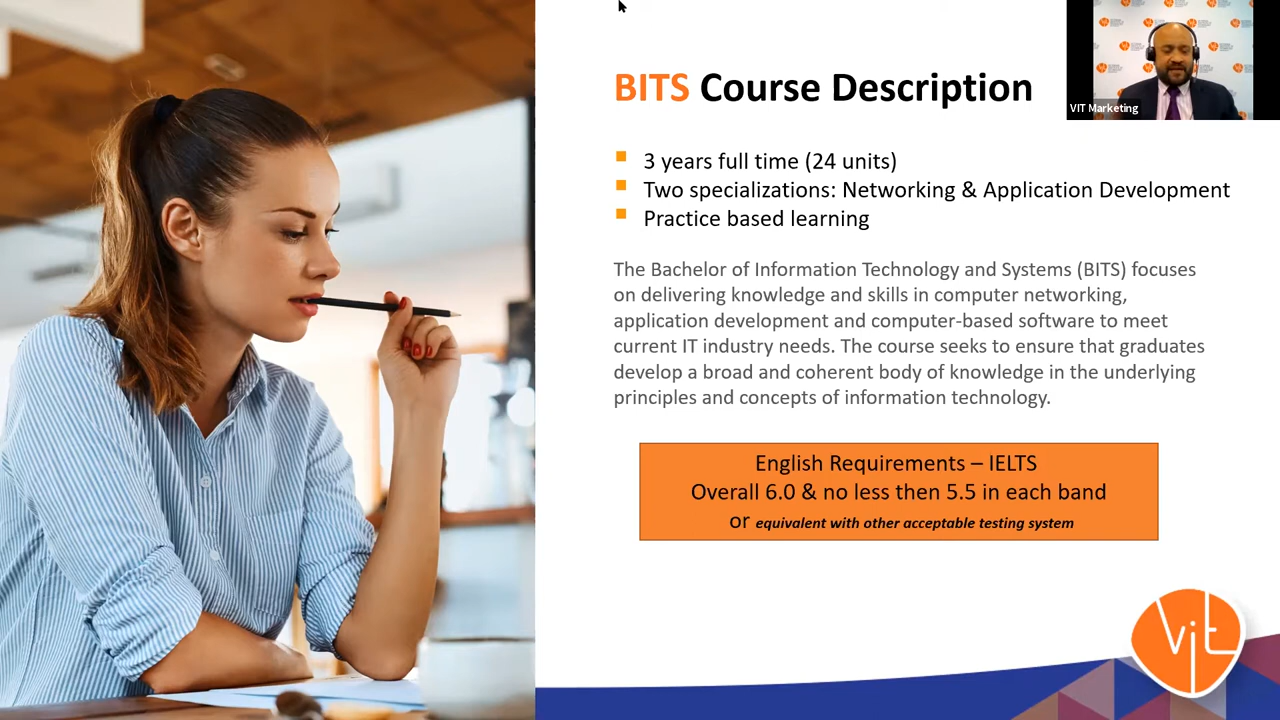 BITS Course Description
VIT Marketing
3 years full time (24 units)
Two specializations: Networking & Application Development
Practice based learning
The Bachelor of Information Technology and Systems (BITS) focuses
on delivering knowledge and skills in computer networking,
application development and computer-based software to meet
current IT industry needs. The course seeks to ensure that graduates
develop a broad and coherent body of knowledge in the underlying
principles and concepts of information technology.
English Requirements – IELTS
Overall 6.0 & no less then 5.5 in each band
or equivalent with other acceptable testing system
vit